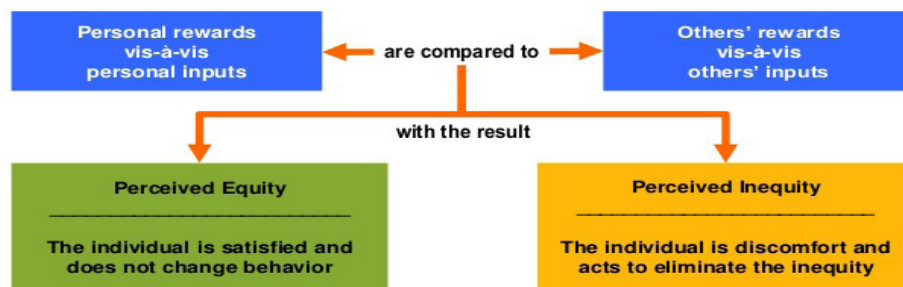 Personal rewards
vis-à-vis
personal inputs
are compared to
Others' rewards
vis-à-vis
others' inputs
with the result
Perceived Equity
The individual is satisfied and
does not change behavior
Perceived Inequity
The individual is discomfort and
acts to eliminate the inequity